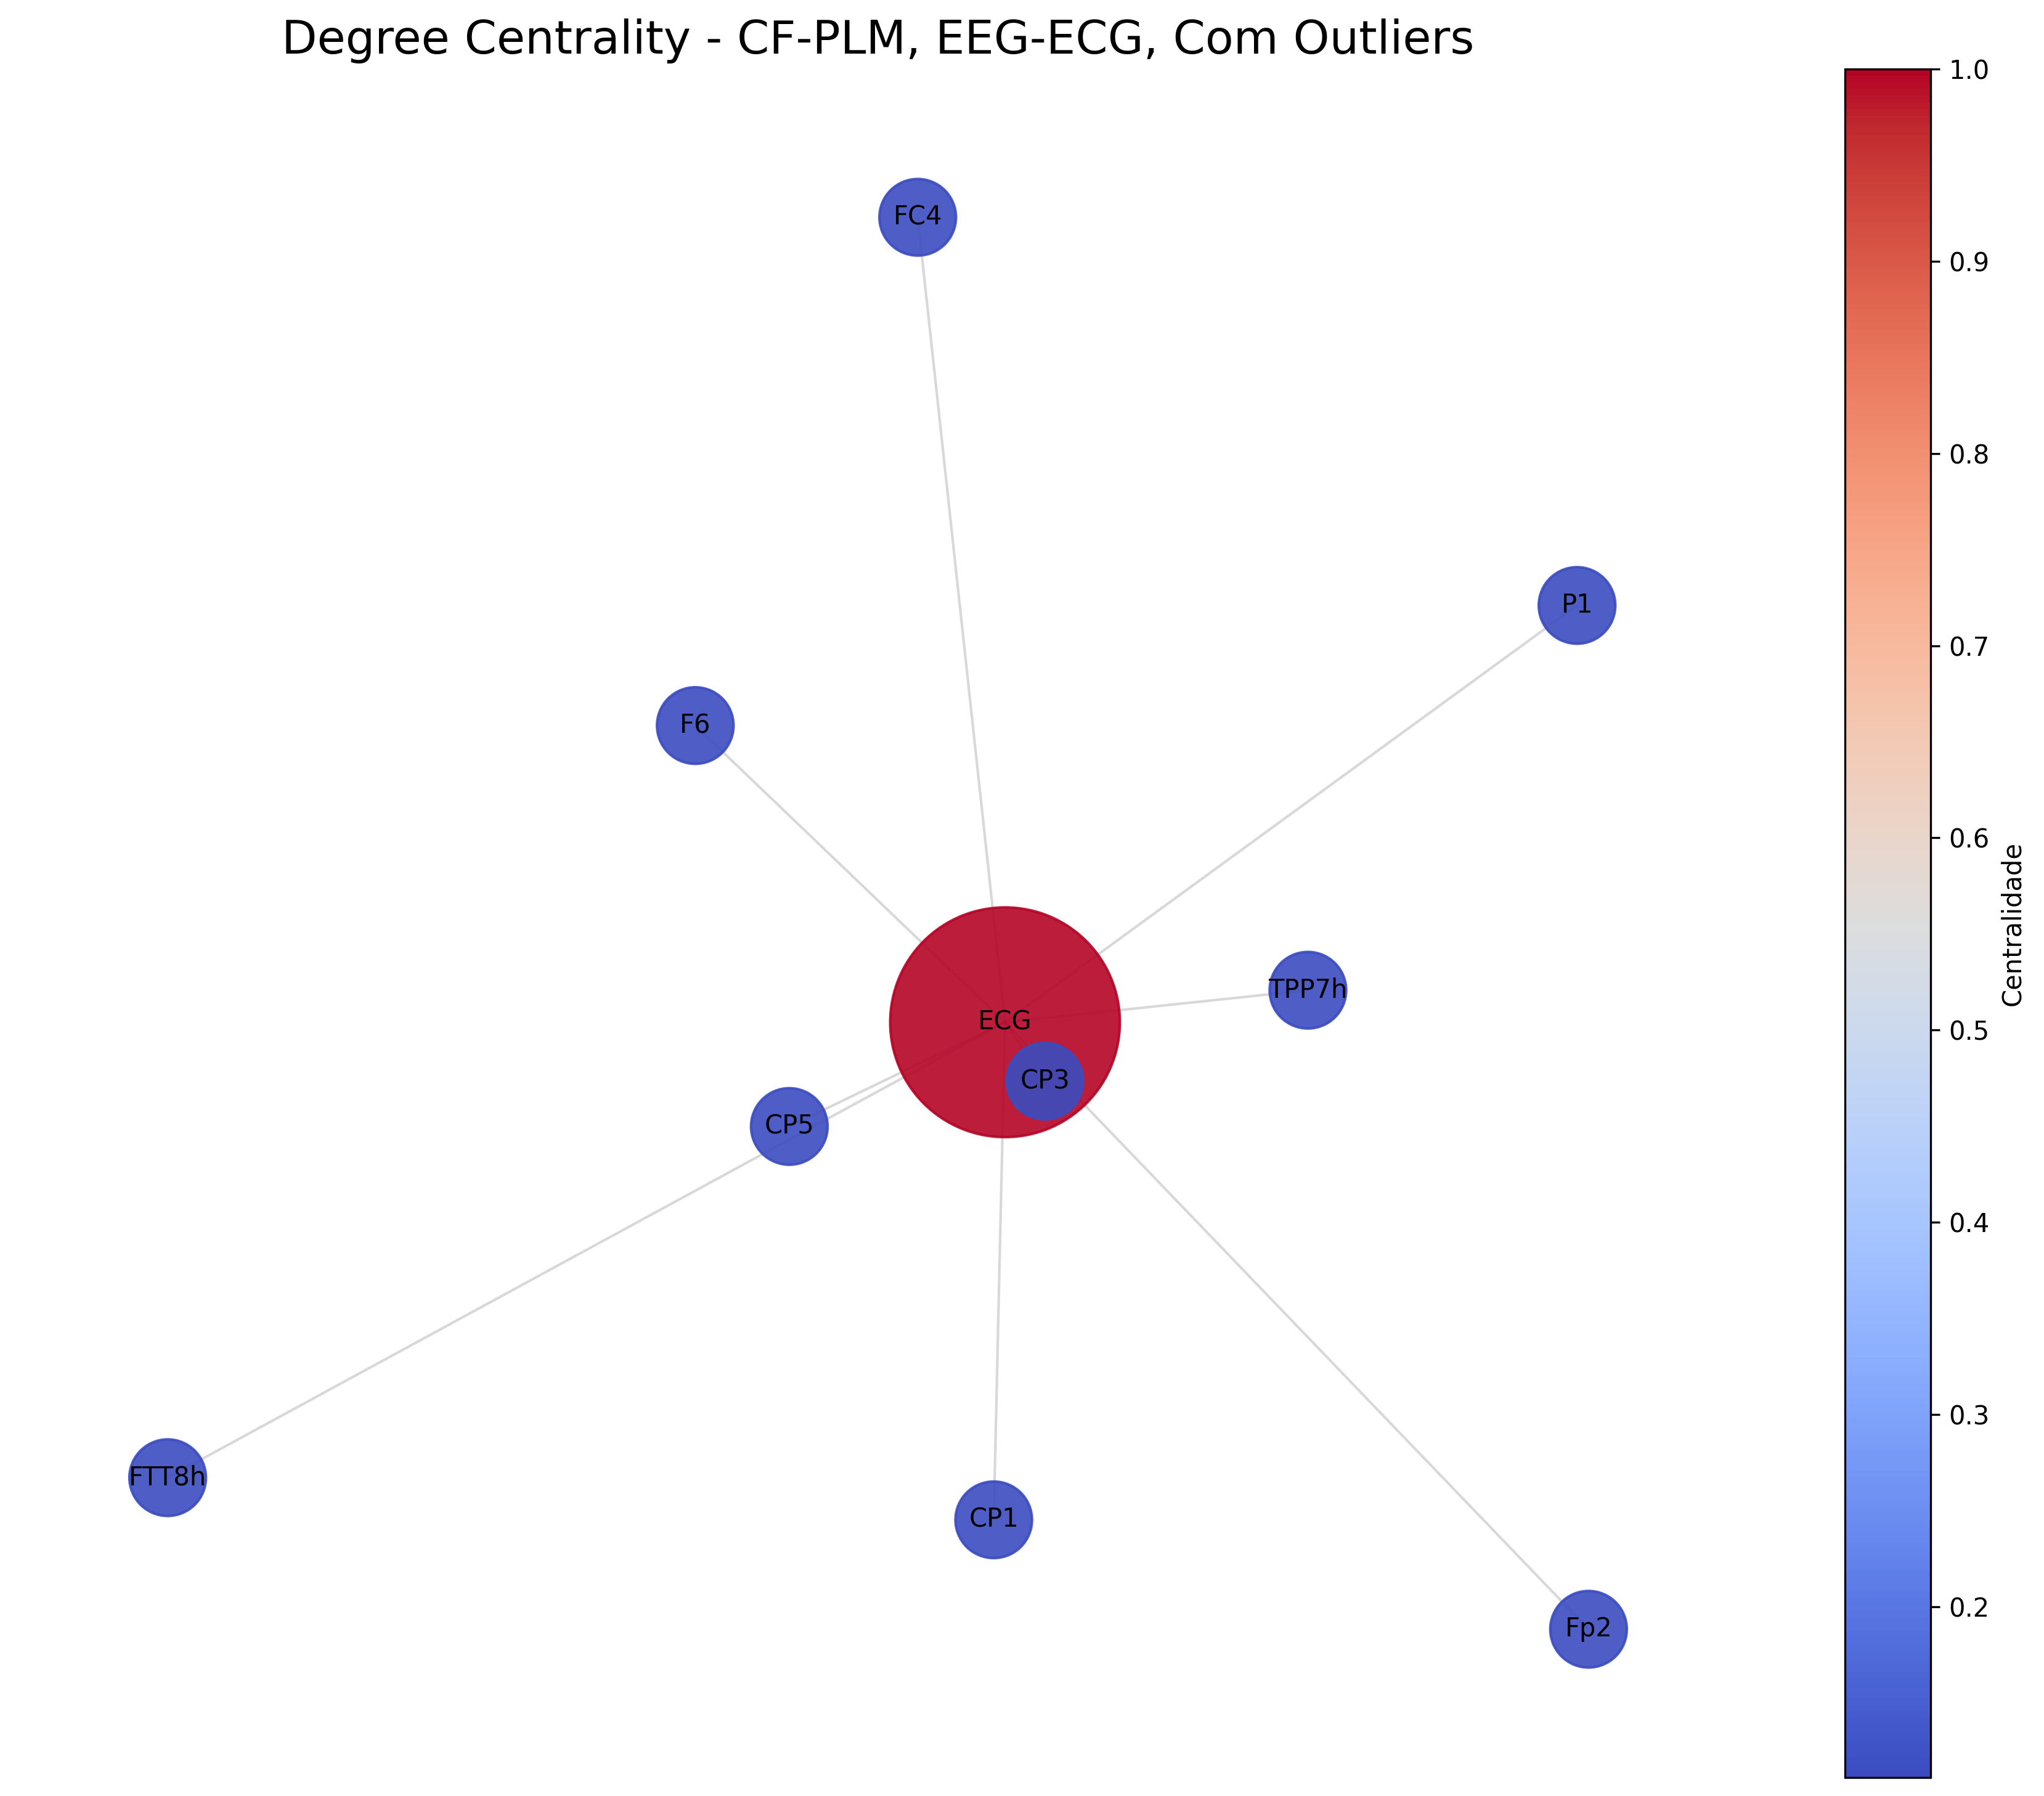 Degree Centrality - CF-PLM, EEG-ECG, Com Outliers
FC4
P1
F6
TPP7h
ECG
CP3
CP5
FTT8h
CP1
Fp2
1.0
0.9
0.8
0.7
0.6
0.5
0.4
0.3
0.2
Centralidade